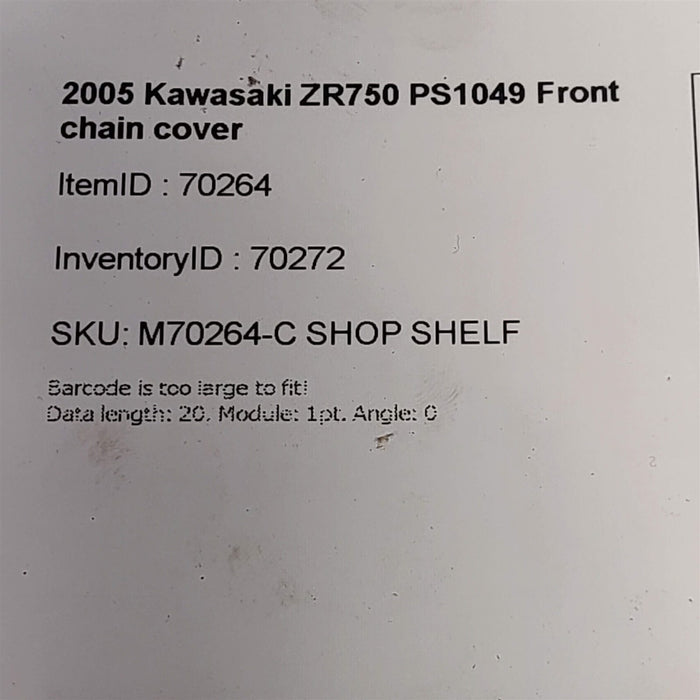 2005 Kawasaki ZR750 PS1049 Front
chain cover
ItemID : 70264
InventoryID : 70272
SKU: M70264-C SHOP SHELF
Barcode is too large to fit!
Data length: 20, Module: 1pt. Angle: 0